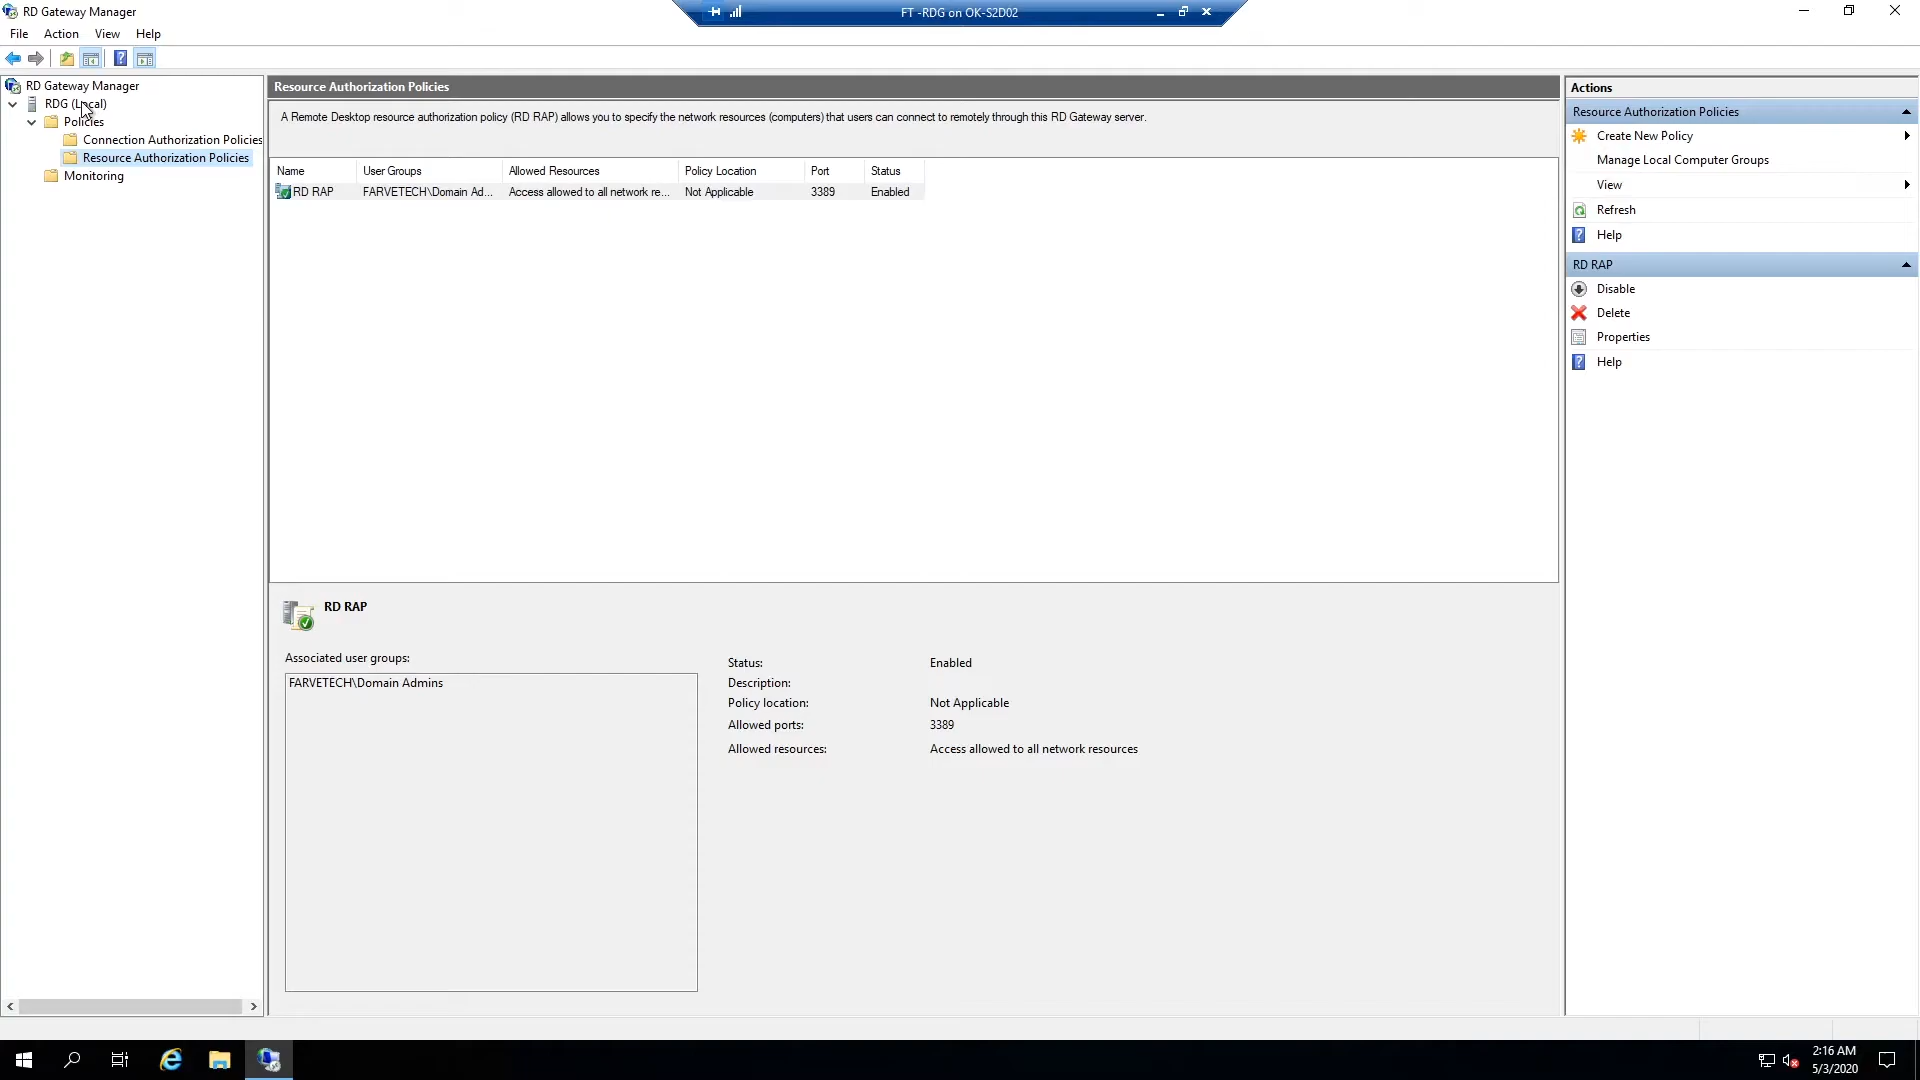 RD Gateway Manager
FT -RDG on OK-S2D02
File Action View Help
RD Gateway Manager
RDG (Local)
Policies
Connection Authorization Policies
Resource Authorization Policies
Monitoring
Resource Authorization Policies
A Remote Desktop resource authorization policy (RD RAP) allows you to specify the network resources (computers) that users can connect to remotely through this RD Gateway server.
Name User Groups Allowed Resources Policy Location Port Status
RD RAP FARVETECH\Domain Ad... Access allowed to all network re... Not Applicable 3389 Enabled
RD RAP
Associated user groups:
FARVETECH\Domain Admins
Status: Enabled
Description:
Policy location: Not Applicable
Allowed ports: 3389
Allowed resources: Access allowed to all network resources
Actions
Resource Authorization Policies
Create New Policy
Manage Local Computer Groups
View
Refresh
Help
RD RAP
Disable
Delete
Properties
Help
2:16 AM
5/3/2020